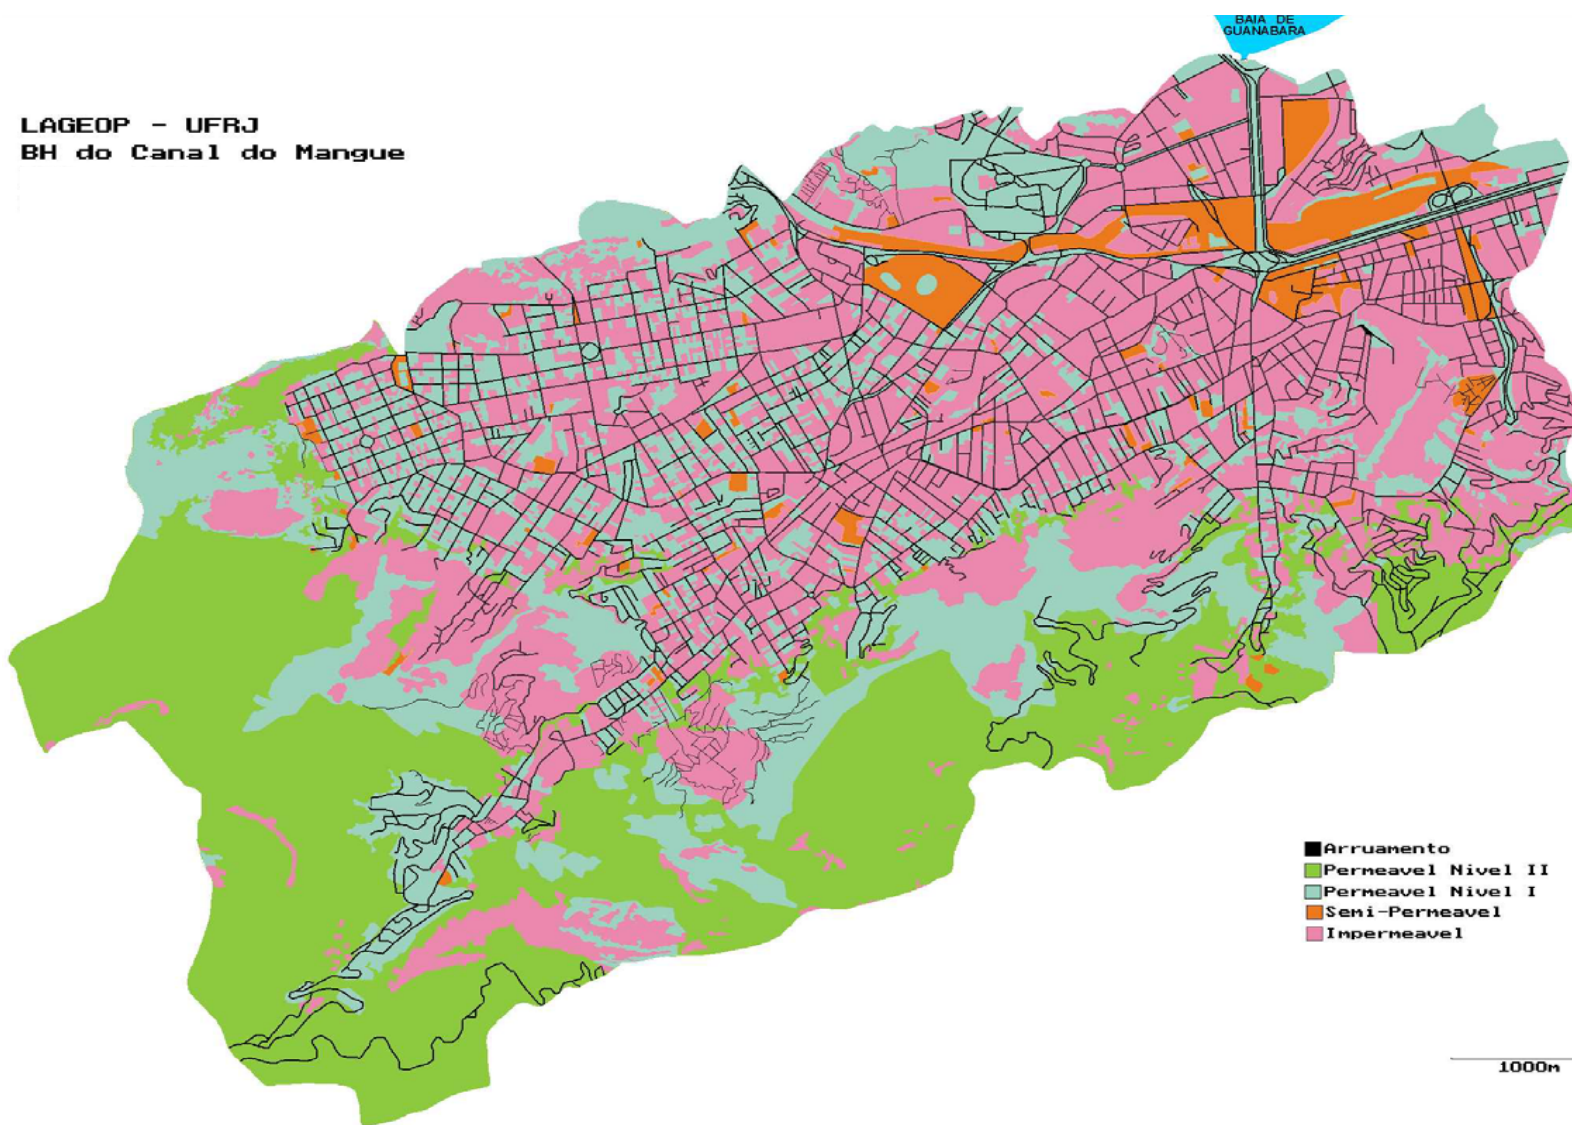 BAIA DE
GUANABARA
LAGEOP - UFRJ
BH do Canal do Mangue
Arruamento
Permeavel Nivel II
Permeavel Nivel I
Semi-Permeavel
Impermeavel
1000m